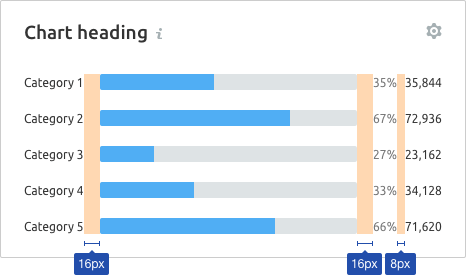 Chart heading i
Category 1 35% 35,844
Category 2 67% 72,936
Category 3 27% 23,162
Category 4 33% 34,128
Category 5 66% 71,620
16px 16px 8px